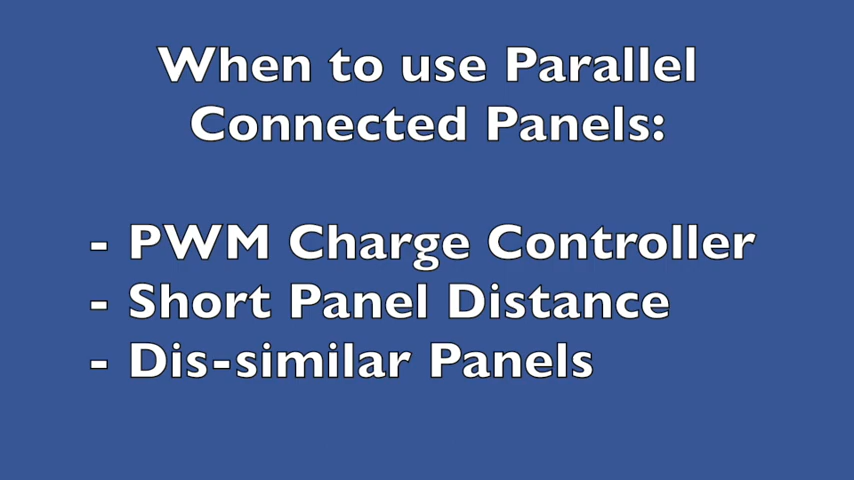 When to use Parallel
Connected Panels:
- PWM Charge Controller
- Short Panel Distance
- Dis-similar Panels